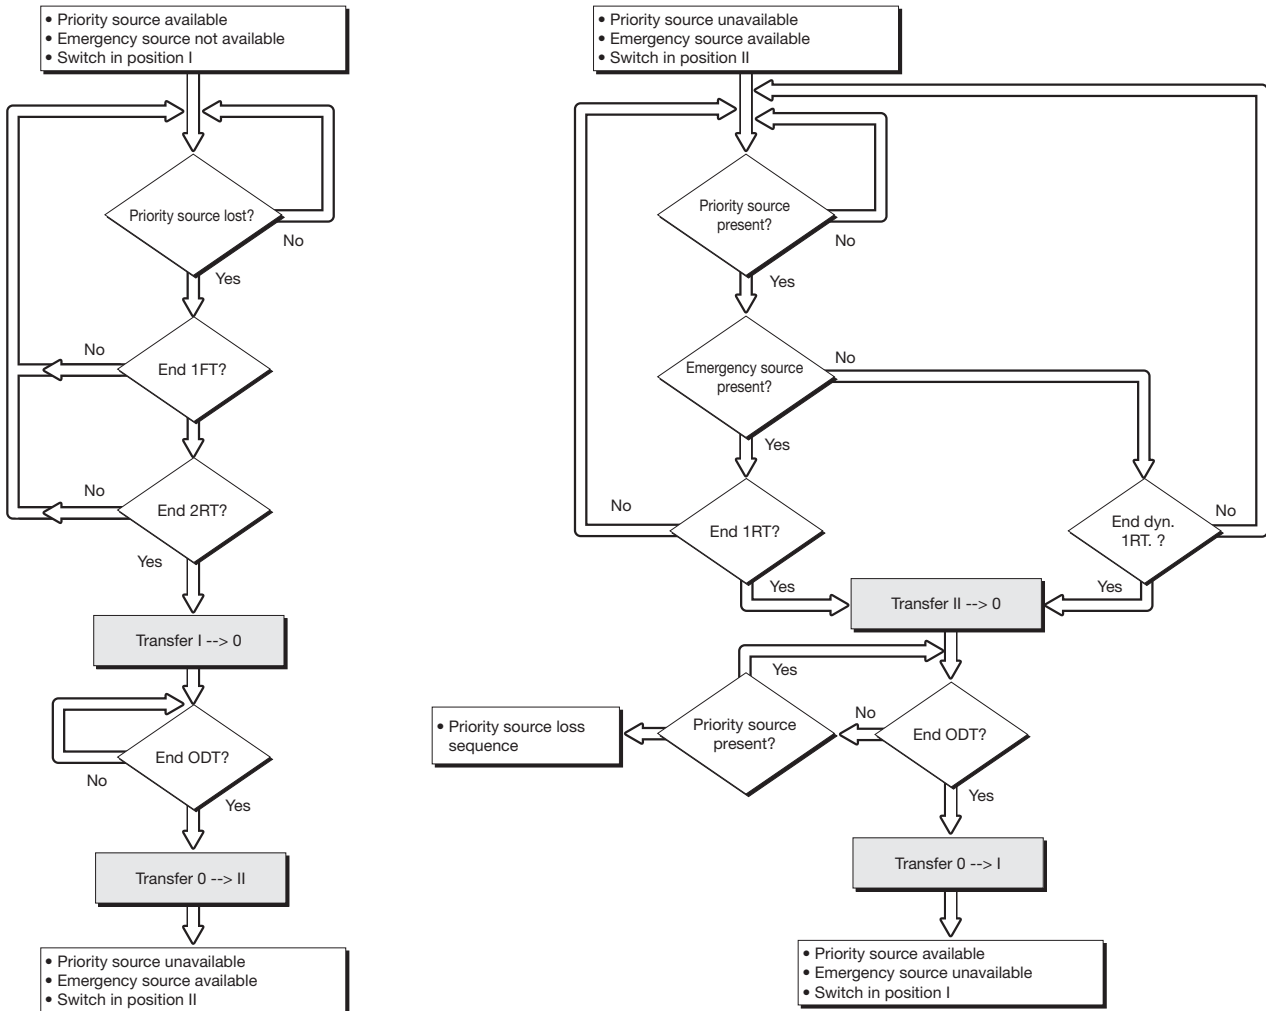 • Priority source available
• Emergency source not available
• Switch in position I
Priority source lost?
No
Yes
End 1FT?
No
End 2RT?
No
Yes
Transfer I --> 0
End ODT?
No
Yes
Transfer 0 --> II
• Priority source unavailable
• Emergency source available
• Switch in position II
• Priority source unavailable
• Emergency source available
• Switch in position II
Priority source
present?
No
Yes
Emergency source
present?
No
Yes
End 1RT?
No
Yes
End dyn.
1RT. ?
No
Yes
Transfer II --> 0
End ODT?
No
Priority source
present?
Yes
• Priority source loss
sequence
Yes
Transfer 0 --> I
• Priority source available
• Emergency source unavailable
• Switch in position I